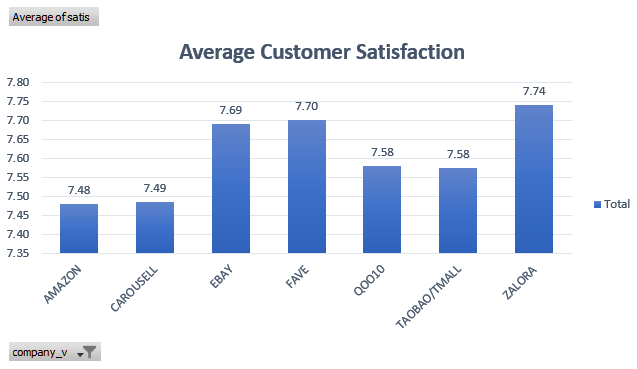 Average of satis
Average Customer Satisfaction
7.80
7.75
7.70
7.65
7.60
7.55
7.50
7.45
7.40
7.35
7.48
7.49
7.69
7.70
7.58
7.58
7.74
AMAZON
CAROUSELL
EBAY
FAVE
QOO10
TAOBAO/TMALL
ZALORA
Total
company_v